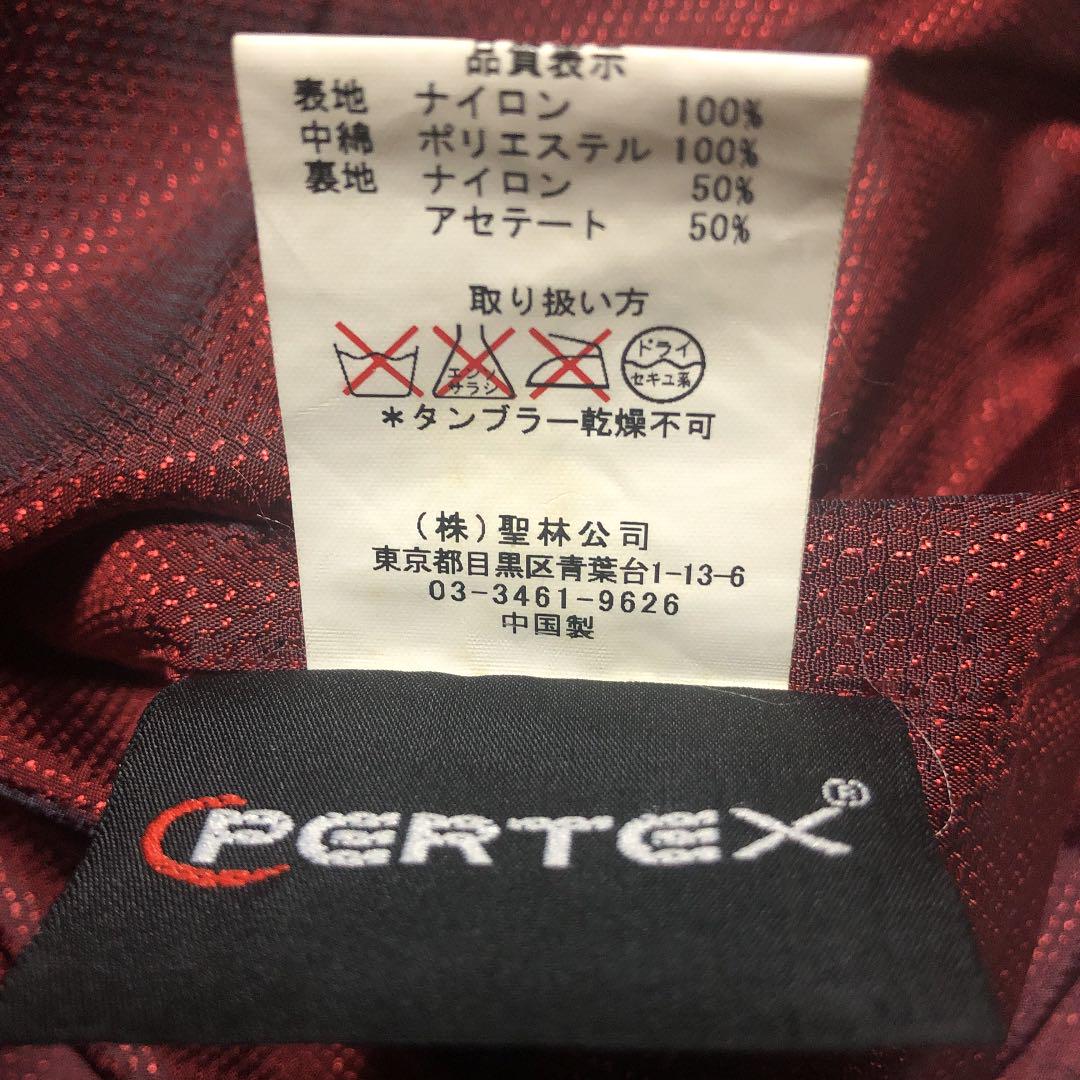 品質表示
表地 ナイロン 100%
中綿 ポリエステル 100%
裏地 ナイロン 50%
アセテート 50%
取り扱い方
エンソ
サラシ
ドライ
セキユ系
*タンブラー乾燥不可
(株)聖林公司
東京都目黒区青葉台1-13-6
03-3461-9626
中国製
PERTEX®